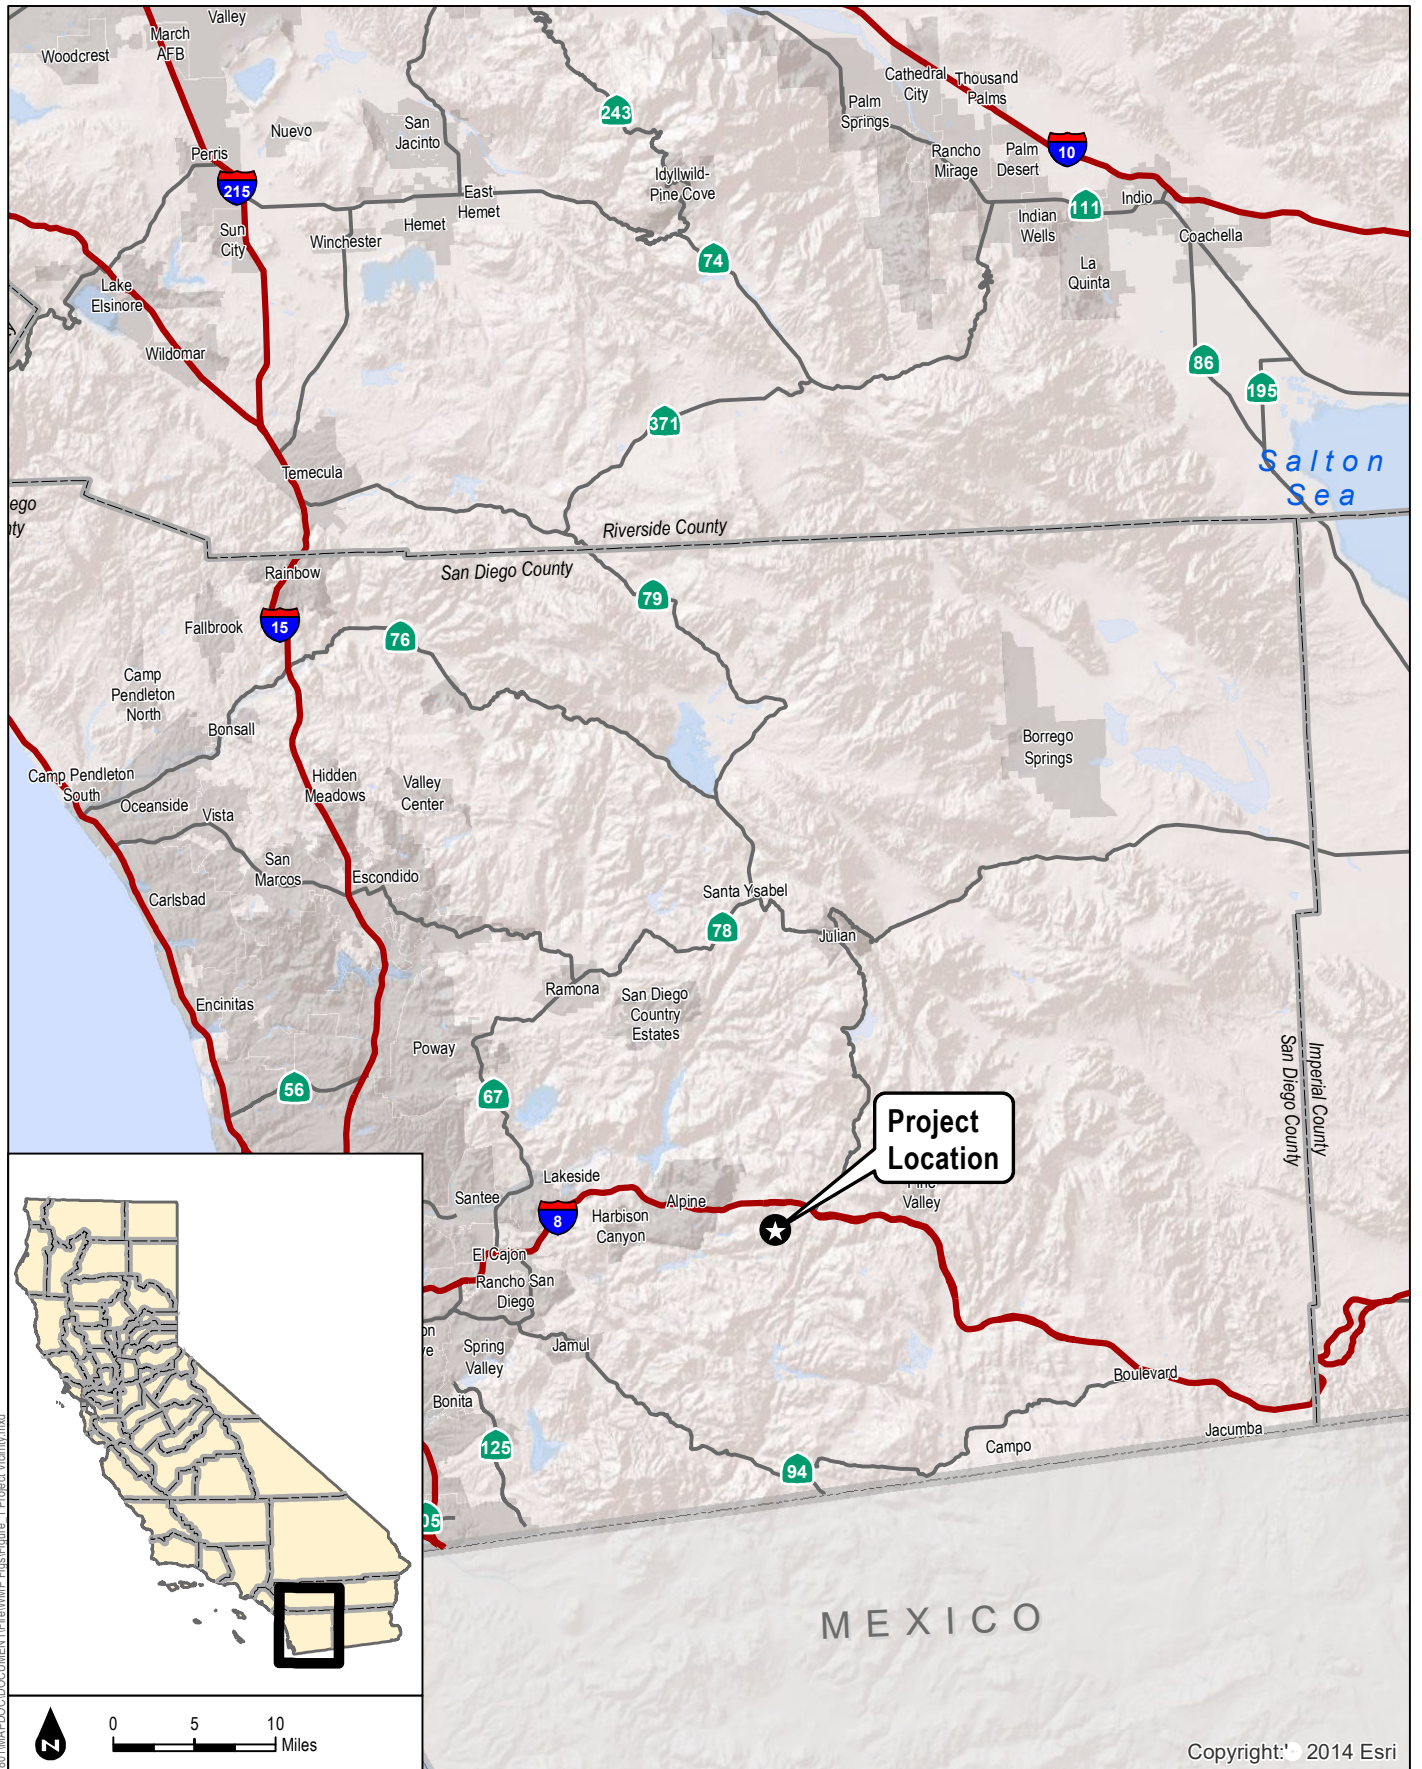 Valley
March
AFB
Woodcrest
Cathedral
City
Thousand
Palms
Palm
Springs
243
Nuevo
San
Jacinto
Perris
Rancho
Mirage
Palm
Desert
10
Idyllwild-
Pine Cove
215
East
Hemet
Hemet
Sun
City
Winchester
Indian
Wells
111
Indio
Coachella
74
La
Quinta
Lake
Elsinore
Wildomar
86
195
371
Salton
Sea
Temecula
ego
nty
Riverside County
San Diego County
Rainbow
79
Fallbrook
15
76
Camp
Pendleton
North
Bonsall
Borrego
Springs
Camp Pendleton
South
Hidden
Meadows
Valley
Center
Oceanside
Vista
San
Marcos
Escondido
Carlsbad
Santa Ysabel
78
Julian
Ramona
San Diego
Country
Estates
Encinitas
Poway
56
67
Imperial County
San Diego County
Project
Location
Lakeside
Santee
Alpine
Valley
8
Harbison
Canyon
El Cajon
Rancho San
Diego
on
ve
Spring
Valley
Jamul
Boulevard
Bonita
125
Jacumba
Campo
94
05
MEXICO
N
0 5 10
Miles
Copyright: 2014 Esri